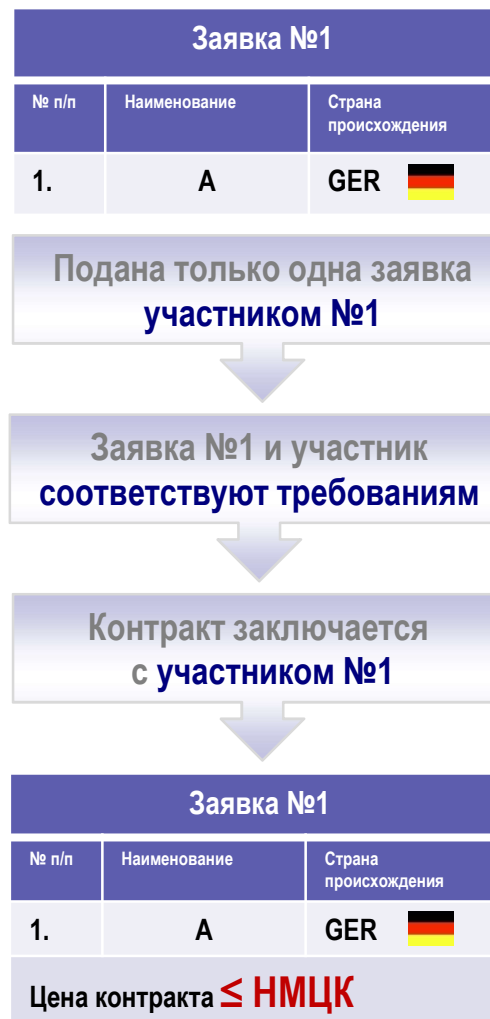 Заявка №1
№ п/п Наименование Страна
происхождения
1. А GER
Подана только одна заявка
участником №1
Заявка №1 и участник
соответствуют требованиям
Контракт заключается
с участником №1
Заявка №1
№ п/п Наименование Страна
происхождения
1. А GER
Цена контракта ≤ НМЦК